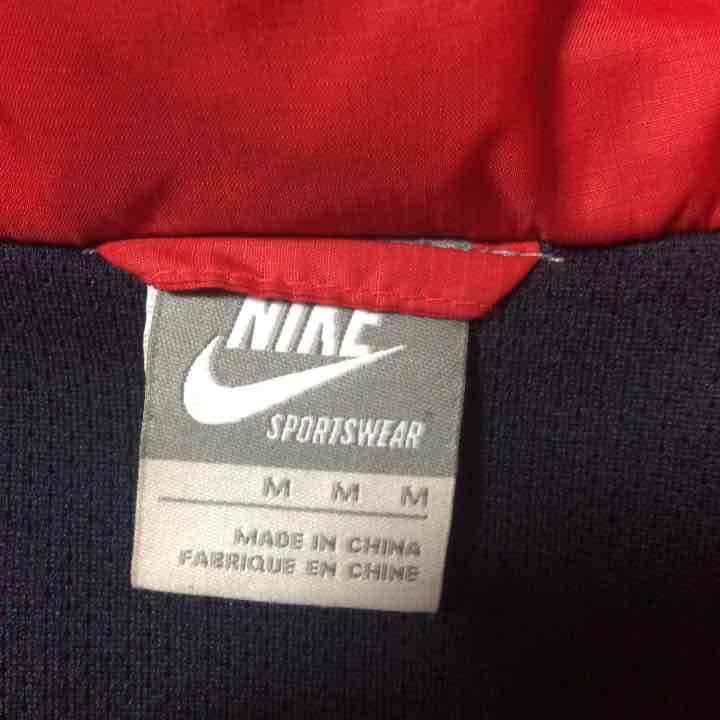 NIKE
SPORTSWEAR
M M M
MADE IN CHINA
FABRIQUE EN CHINE